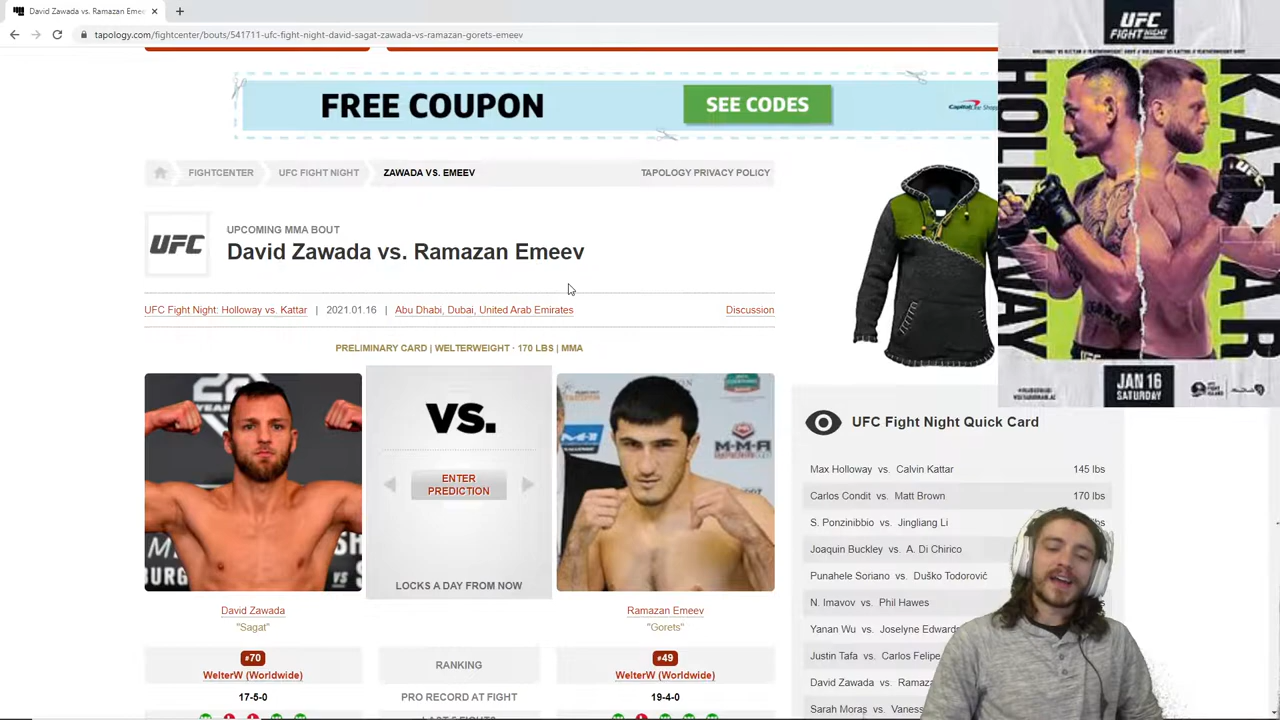 David Zawada vs. Ramazan Emee
tapology.com/fightcenter/bouts/541711-ufc-fight-night-david-sagat-zawada-vs-ramazan-gorets-emeev
FREE COUPON
SEE CODES
FIGHTCENTER
UFC FIGHT NIGHT
ZAWADA VS. EMEEV
TAPOLOGY PRIVACY POLICY
UFC
UPCOMING MMA BOUT
David Zawada vs. Ramazan Emeev
UFC Fight Night: Holloway vs. Kattar | 2021.01.16 | Abu Dhabi, Dubai, United Arab Emirates
Discussion
PRELIMINARY CARD | WELTERWEIGHT · 170 LBS | MMA
VS.
ENTER
PREDICTION
LOCKS A DAY FROM NOW
David Zawada
"Sagat"
Ramazan Emeev
"Gorets"
#70
WelterW (Worldwide)
RANKING
#49
WelterW (Worldwide)
17-5-0
PRO RECORD AT FIGHT
19-4-0
LAST 5 FIGHTS
UFC
FIGHT NIGHT
HOLLOWAY
KATTAR
JAN 16
SATURDAY
UFC Fight Night Quick Card
Max Holloway vs. Calvin Kattar 145 lbs
Carlos Condit vs. Matt Brown 170 lbs
S. Ponzinibbio vs. Jingliang Li lbs
Joaquin Buckley vs. A. Di Chirico
Punahele Soriano vs. Duško Todorović
N. Imavov vs. Phil Hawes
Yanan Wu vs. Joselyne Edwards
Justin Tafa vs. Carlos Felipe
David Zawada vs. Ramaza
Sarah Moras vs. Vaness